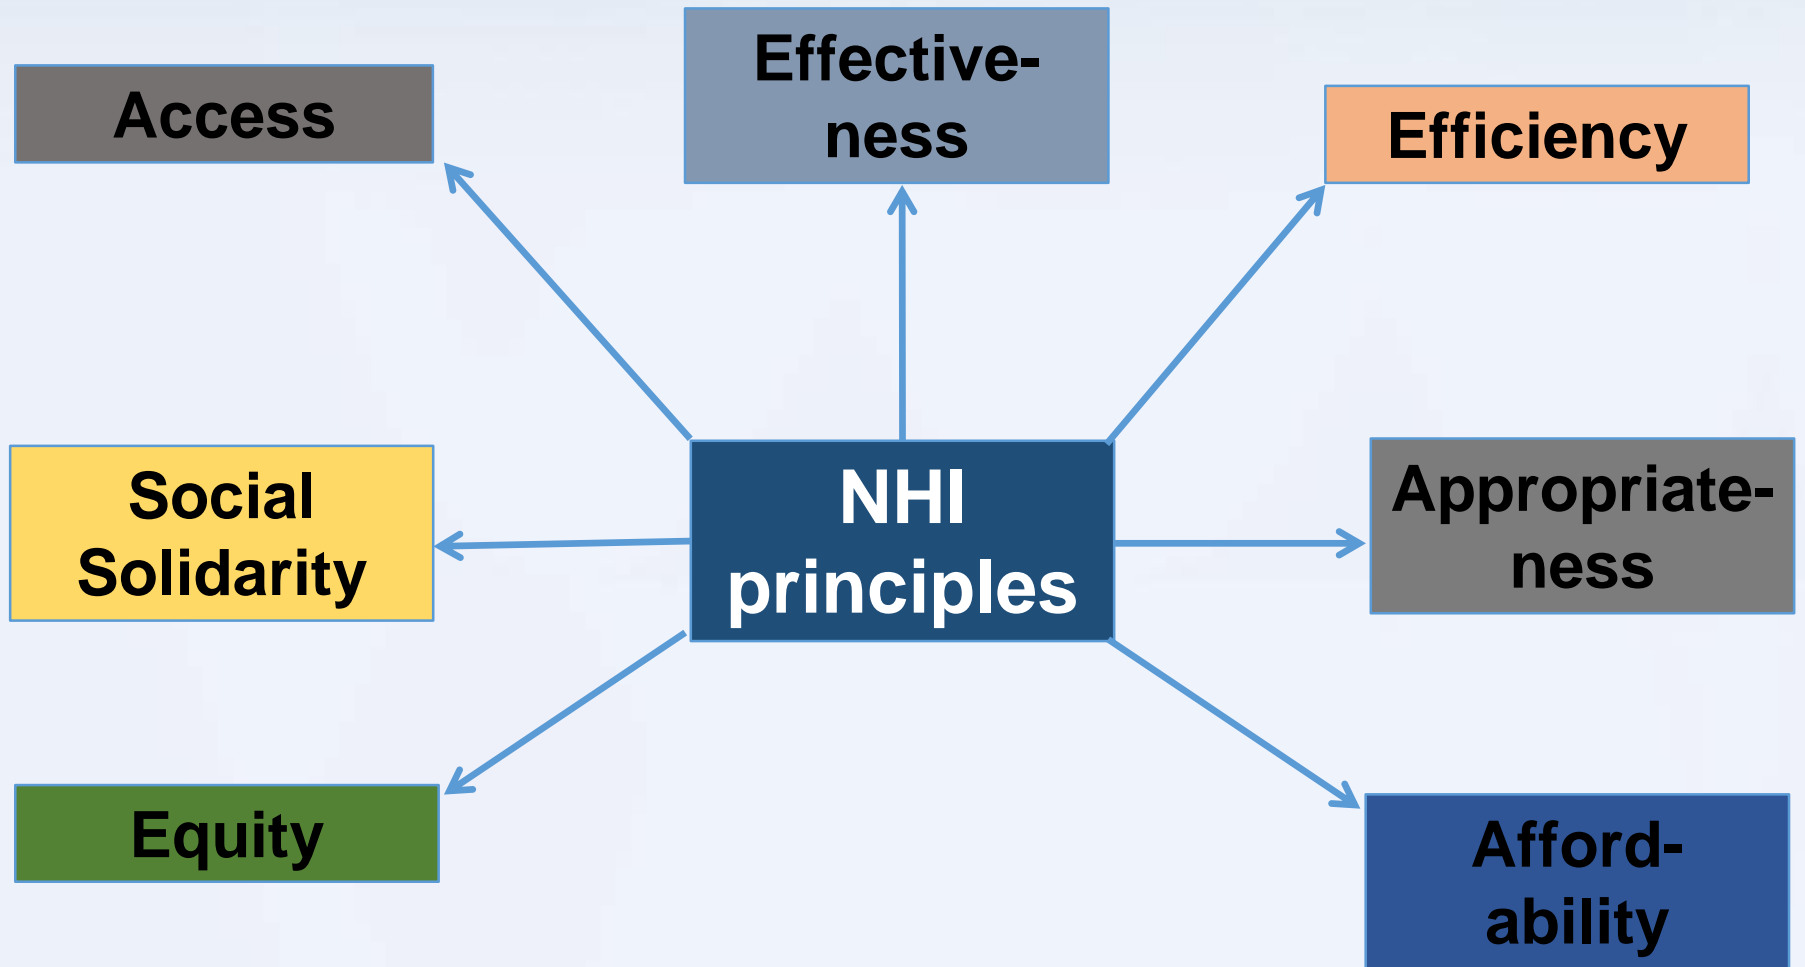 Effective-
ness
Access
Efficiency
Social
Solidarity
NHI
principles
Appropriate-
ness
Equity
Afford-
ability